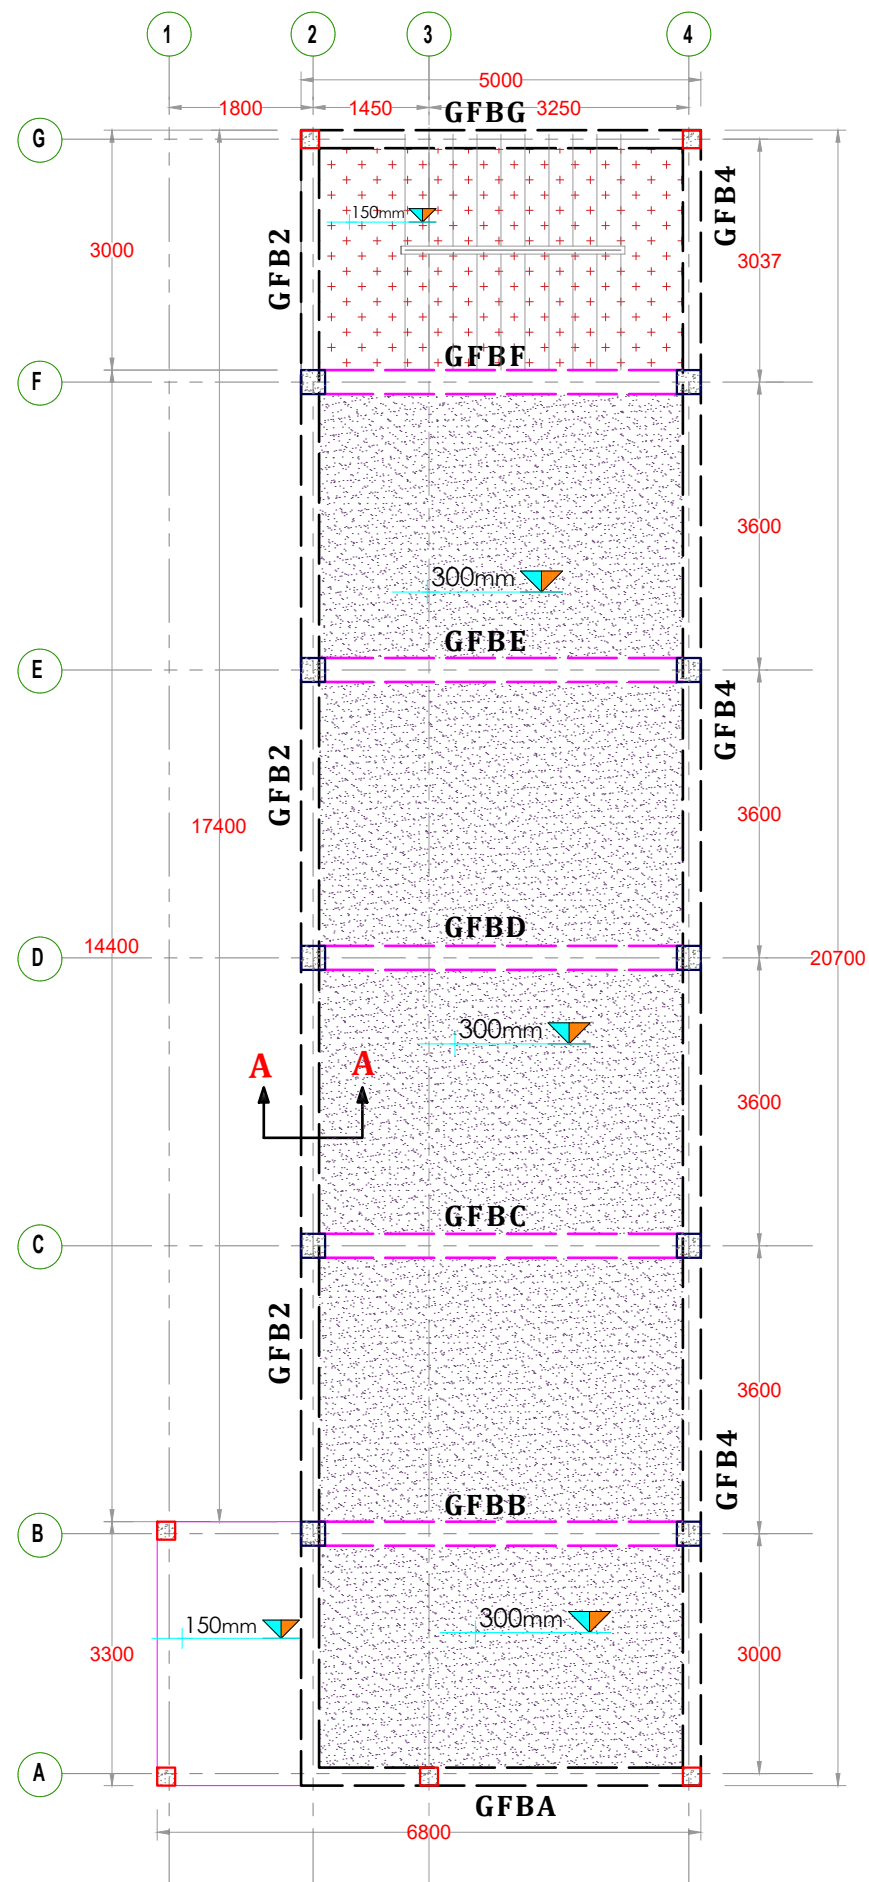 1
2
3
4
5000
1800
1450
3250
GFBG
G
GFB4
150mm
GFB2
3000
3037
GFBF
F
3600
300mm
GFBE
E
GFB4
GFB2
3600
17400
GFBD
14400
D
20700
300mm
A
A
3600
GFBC
C
GFB2
3600
GFB4
GFBB
B
150mm
300mm
3300
3000
A
GFBA
6800